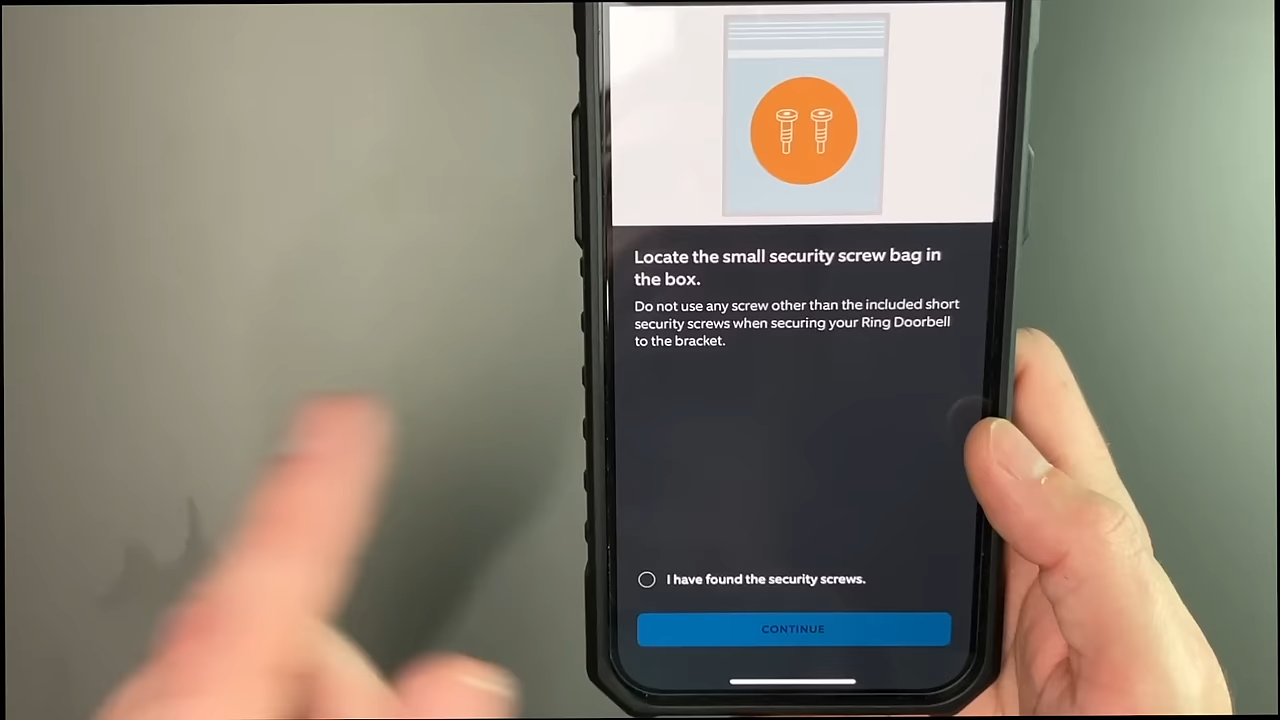 Locate the small security screw bag in
the box.
Do not use any screw other than the included short
security screws when securing your Ring Doorbell
to the bracket.
I have found the security screws.
CONTINUE